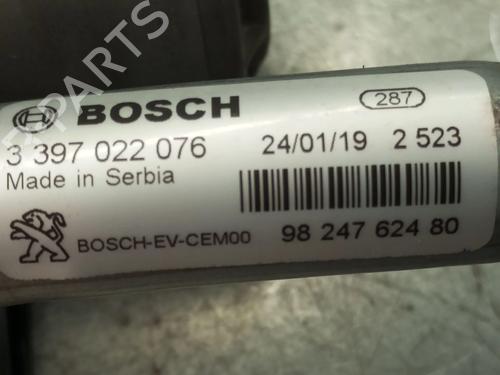 BOSCH
287
3 397 022 076
24/01/19 2 523
Made in Serbia
BOSCH-EV-CEM00
98 247 624 80
B-PARTS